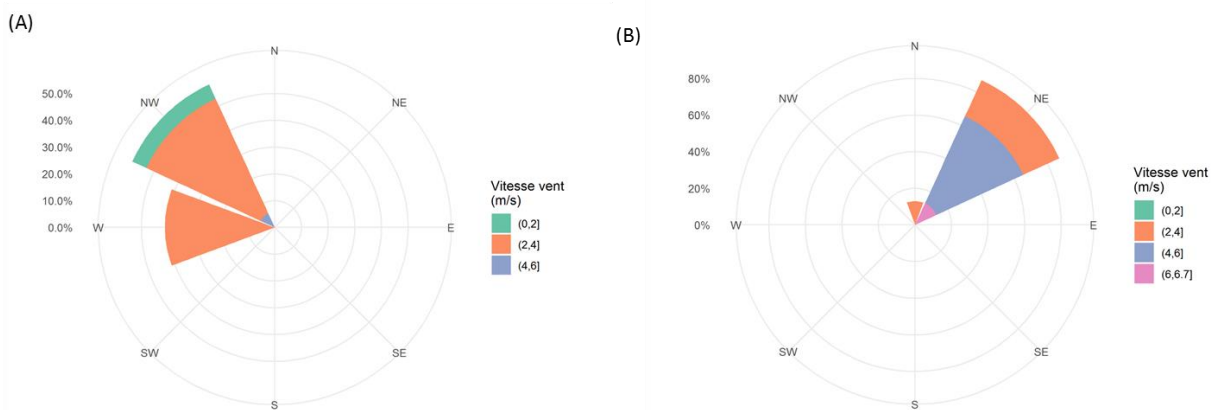 (A)
N
NE
E
SE
S
SW
W
NW
50.0%
40.0%
30.0%
20.0%
10.0%
0.0%
Vitesse vent
(m/s)
(0,2]
(2,4]
(4,6]
(B)
N
NE
E
SE
S
SW
W
NW
80%
60%
40%
20%
0%
Vitesse vent
(m/s)
(0,2]
(2,4]
(4,6]
(6,6.7]